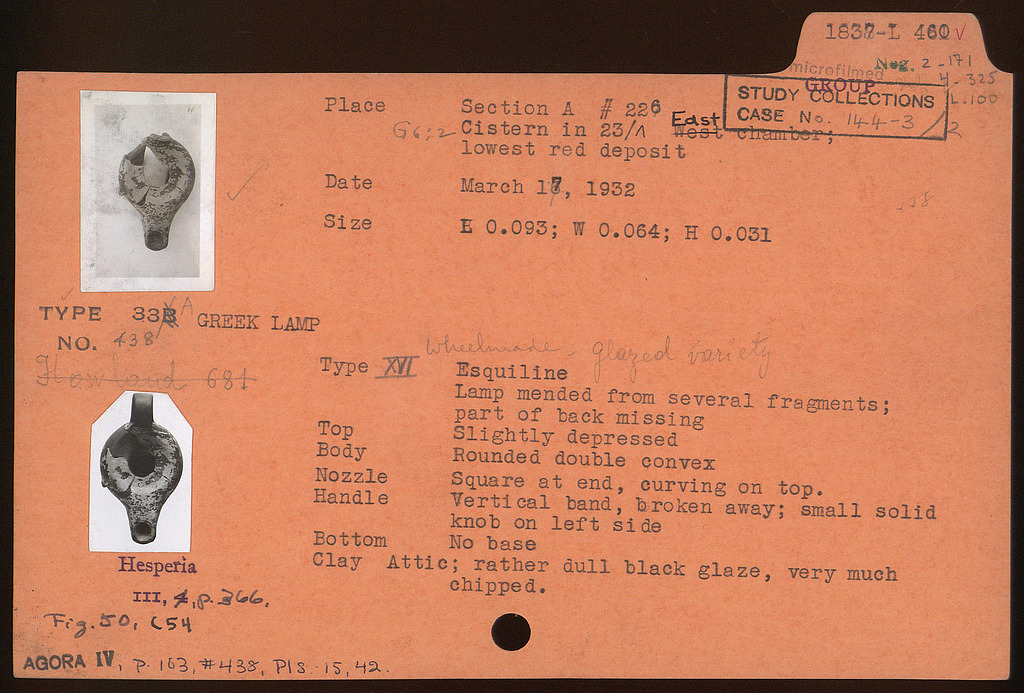 1837-L 460 √
microfilmed Neg. 2-171
GROUP 4-325
STUDY COLLECTIONS L.100
CASE No. 144-3 2
Place Section A # 226
G6:2 Cistern in 23/Λ East West chamber;
lowest red deposit
Date March 17, 1932
Size L 0.093; W 0.064; H 0.031
TYPE 33 A GREEK LAMP
NO. 438
Howland 681
Wheelmade - glazed variety
Type XVI Esquiline
Lamp mended from several fragments;
part of back missing
Top Slightly depressed
Body Rounded double convex
Nozzle Square at end, curving on top.
Handle Vertical band, broken away; small solid
knob on left side
Bottom No base
Clay Attic; rather dull black glaze, very much
chipped.
Hesperia
III, p. 366,
Fig. 50, C54
AGORA IV, p. 103, #438, Pls. 15, 42.